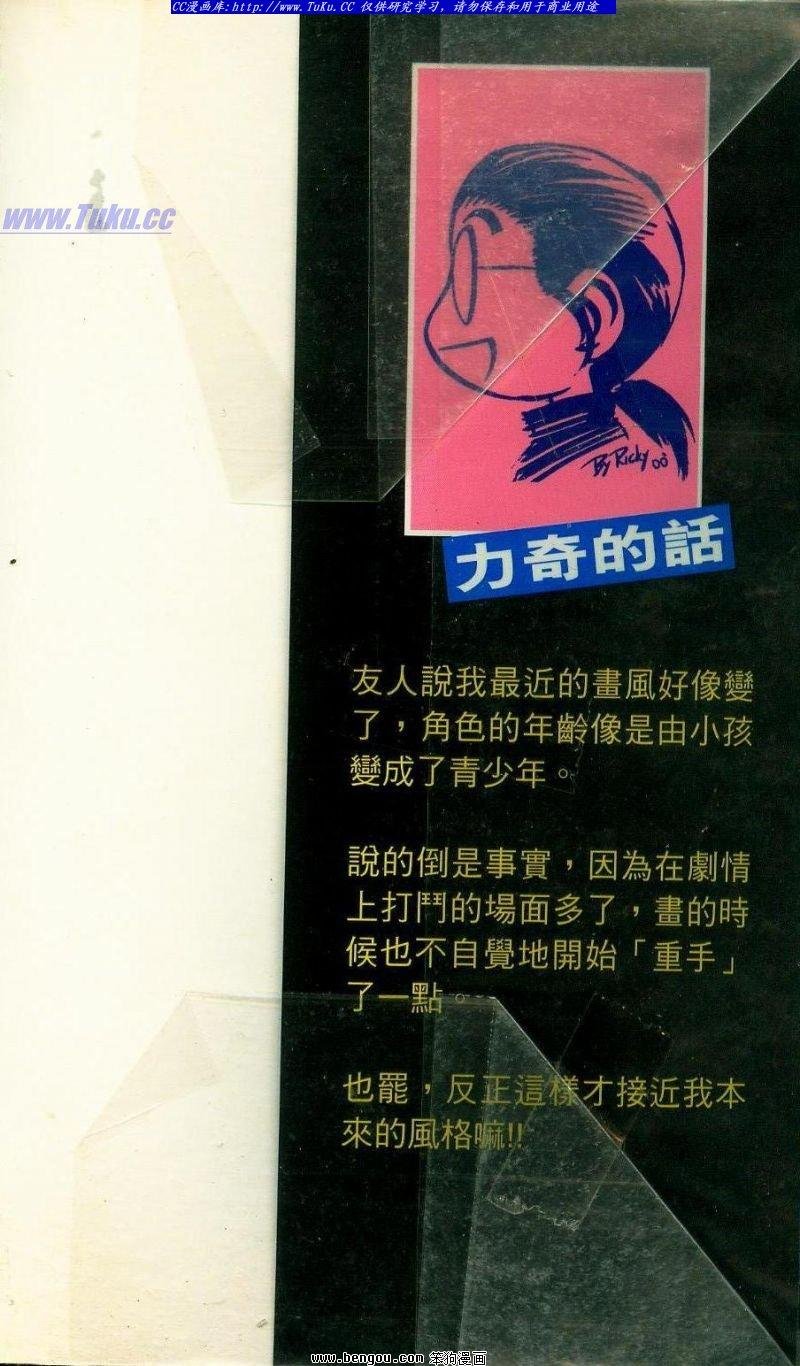 CC漫画库:http://www.TuKu.CC 仅供研究学习，请勿保存和用于商业用途
www.Tuku.cc
By Ricky 00
力奇的話
友人說我最近的畫風好像變
了，角色的年齡像是由小孩
變成了青少年。
說的倒是事實，因為在劇情
上打鬥的場面多了，畫的時
候也不自覺地開始「重手」
了一點。
也罷，反正這樣才接近我本
來的風格嘛!!
www.bengou.com 笨狗漫画